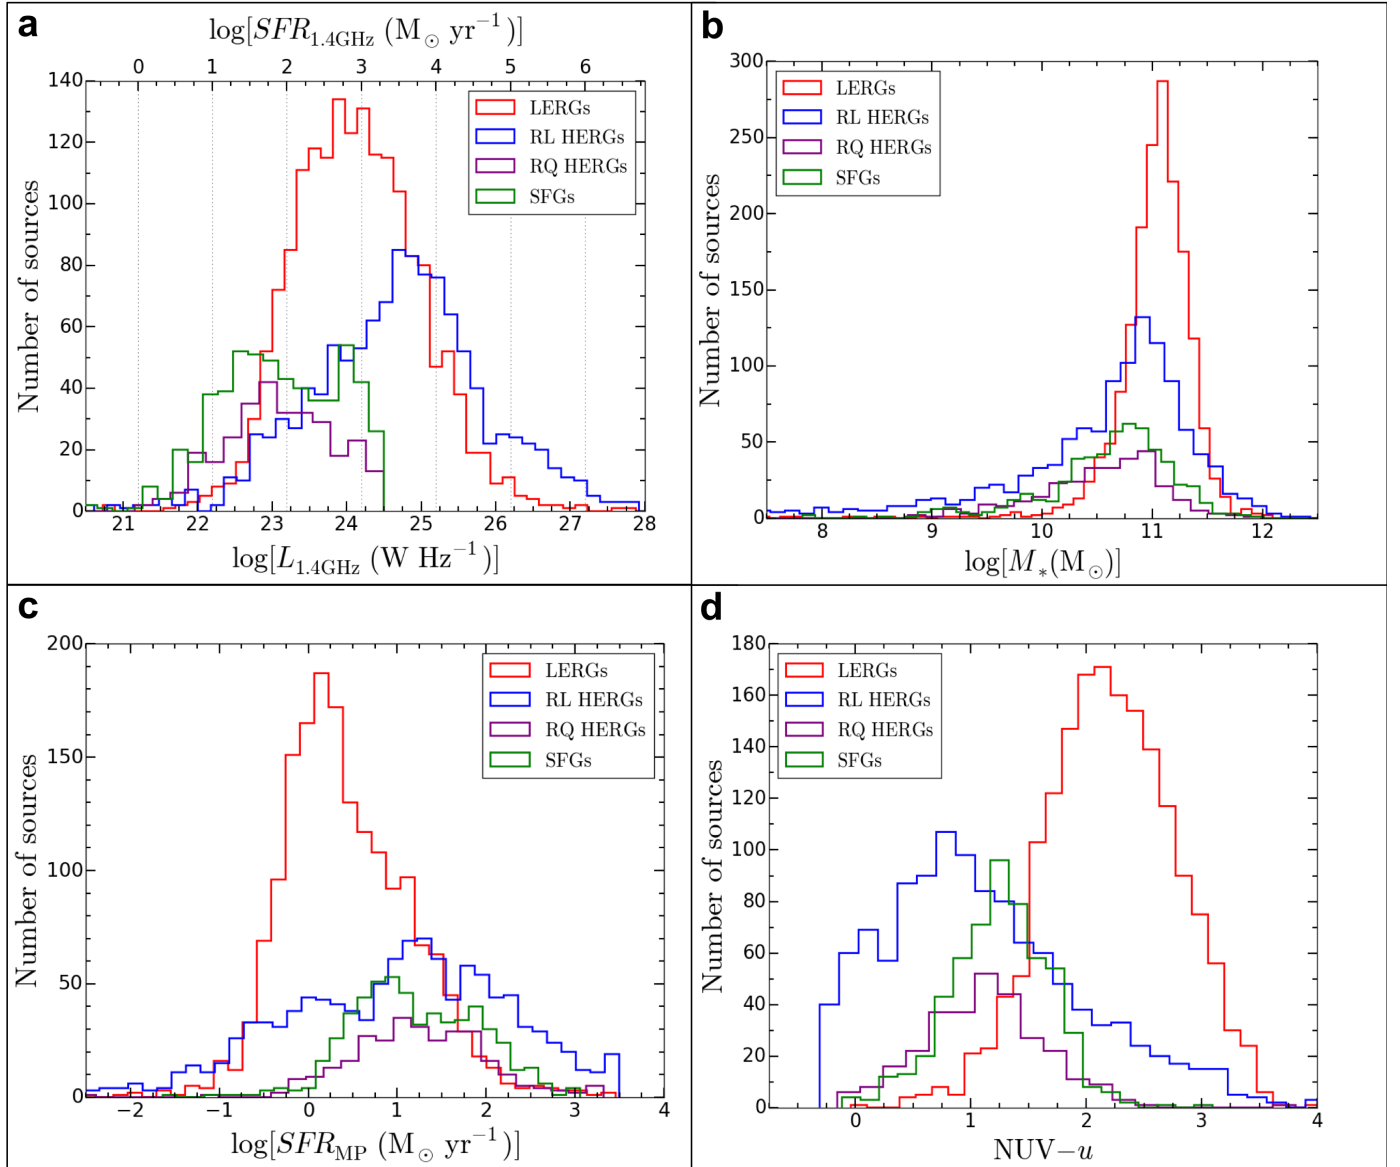 a
log[SFR₁.₄GHz (M⊙ yr⁻¹)]
0 1 2 3 4 5 6
140
120
100
80
60
40
20
0
Number of sources
LERGs
RL HERGs
RQ HERGs
SFGs
21 22 23 24 25 26 27 28
log[L₁.₄GHz (W Hz⁻¹)]
b
300
250
200
150
100
50
0
Number of sources
LERGs
RL HERGs
RQ HERGs
SFGs
8 9 10 11 12
log[M*(M⊙)]
c
200
150
100
50
0
Number of sources
LERGs
RL HERGs
RQ HERGs
SFGs
−2 −1 0 1 2 3 4
log[SFR_MP (M⊙ yr⁻¹)]
d
180
160
140
120
100
80
60
40
20
0
Number of sources
LERGs
RL HERGs
RQ HERGs
SFGs
0 1 2 3 4
NUV−u